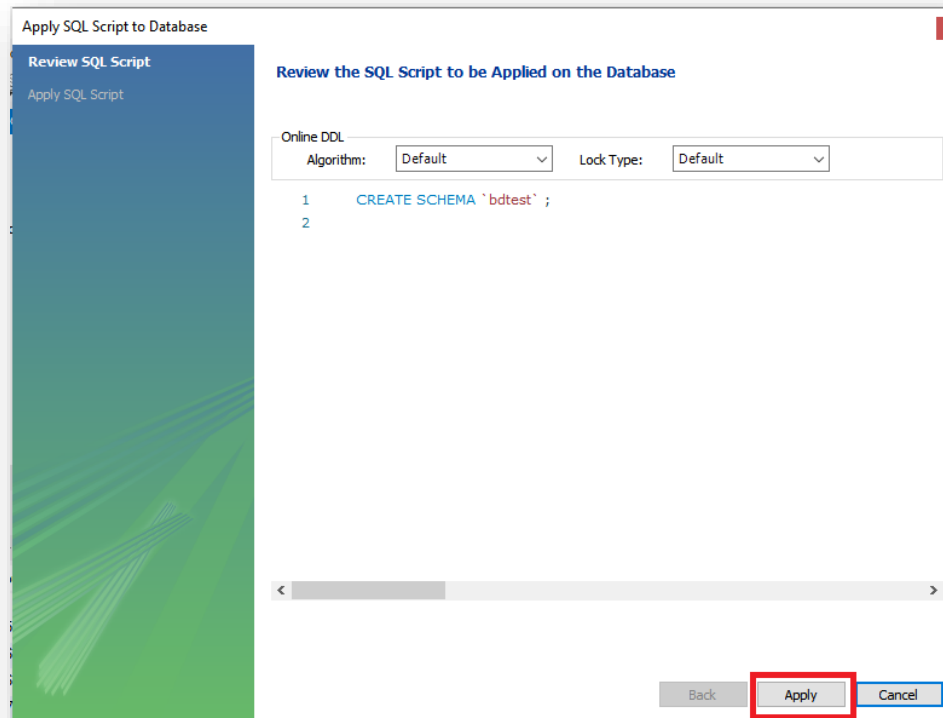 Apply SQL Script to Database
Review SQL Script
Apply SQL Script
Review the SQL Script to be Applied on the Database
Online DDL
Algorithm: Default Lock Type: Default
1 CREATE SCHEMA `bdtest` ;
2
Back Apply Cancel